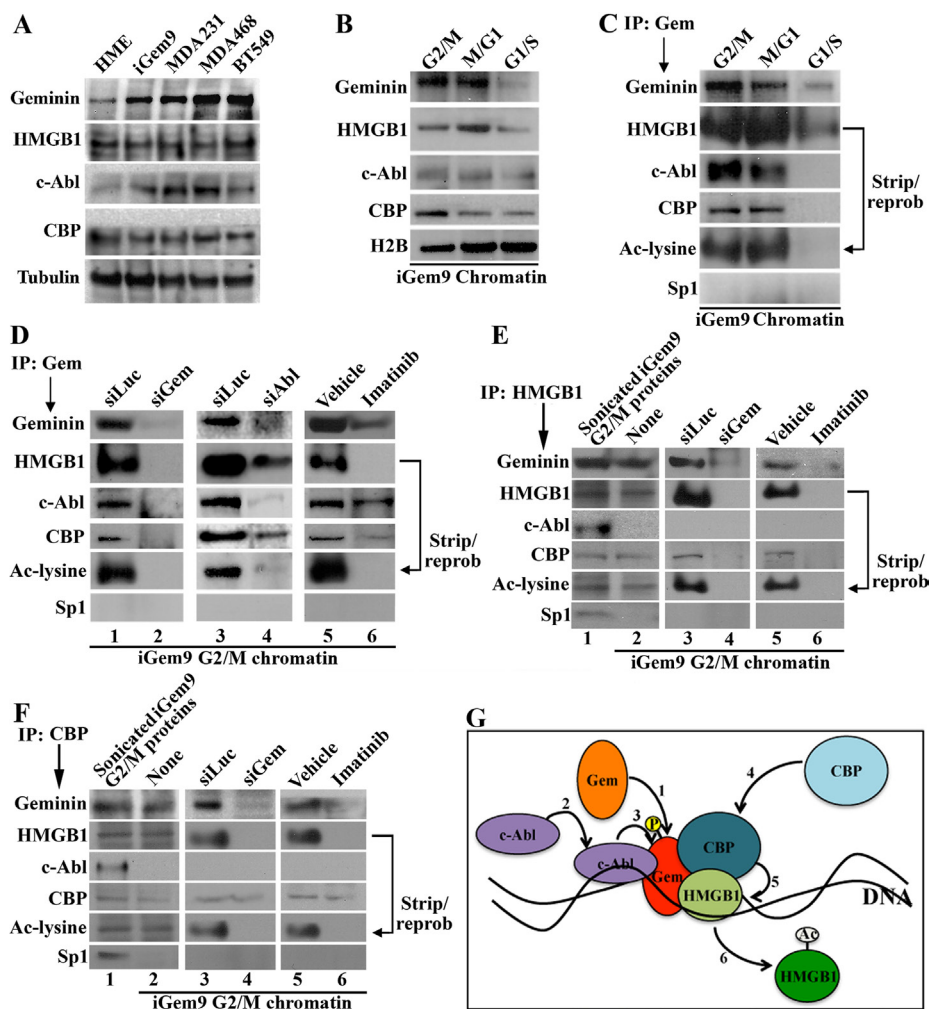 A
HME
iGem9
MDA231
MDA468
BT549
Geminin
HMGB1
c-Abl
CBP
Tubulin
B
G2/M
M/G1
G1/S
Geminin
HMGB1
c-Abl
CBP
H2B
iGem9 Chromatin
C
IP: Gem
G2/M
M/G1
G1/S
Geminin
HMGB1
c-Abl
CBP
Ac-lysine
Sp1
Strip/
reprob
iGem9 Chromatin
D
IP: Gem
siLuc
siGem
siLuc
siAbl
Vehicle
Imatinib
Geminin
HMGB1
c-Abl
CBP
Ac-lysine
Sp1
Strip/
reprob
1 2 3 4 5 6
iGem9 G2/M chromatin
E
IP: HMGB1
Sonicated iGem9
G2/M proteins
None
siLuc
siGem
Vehicle
Imatinib
Geminin
HMGB1
c-Abl
CBP
Ac-lysine
Sp1
Strip/
reprob
1 2 3 4 5 6
iGem9 G2/M chromatin
F
IP: CBP
Sonicated iGem9
G2/M proteins
None
siLuc
siGem
Vehicle
Imatinib
Geminin
HMGB1
c-Abl
CBP
Ac-lysine
Sp1
Strip/
reprob
1 2 3 4 5 6
iGem9 G2/M chromatin
G
Gem
1
CBP
4
c-Abl
2
3
P
c-Abl
Gem
CBP
5
HMGB1
DNA
6
Ac
HMGB1